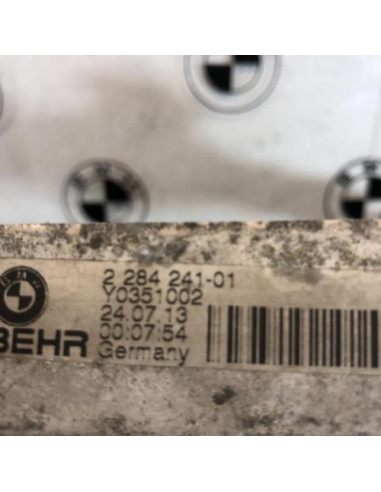 2 284 241-01
Y0351002
24.07.13
00:07:54
BEHR Germany